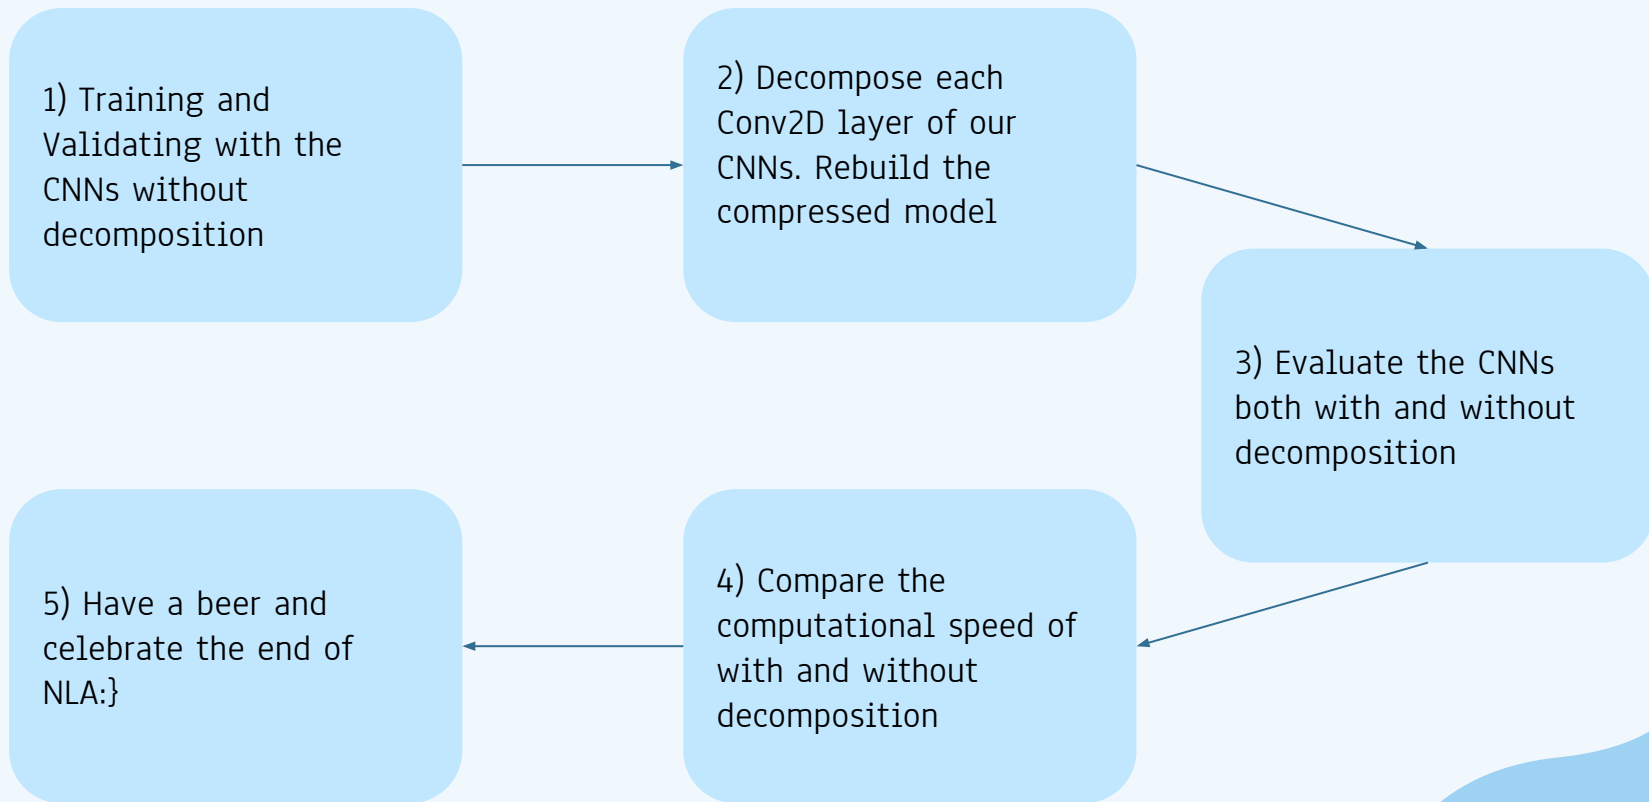 1) Training and
Validating with the
CNNs without
decomposition
2) Decompose each
Conv2D layer of our
CNNs. Rebuild the
compressed model
3) Evaluate the CNNs
both with and without
decomposition
4) Compare the
computational speed of
with and without
decomposition
5) Have a beer and
celebrate the end of
NLA:}